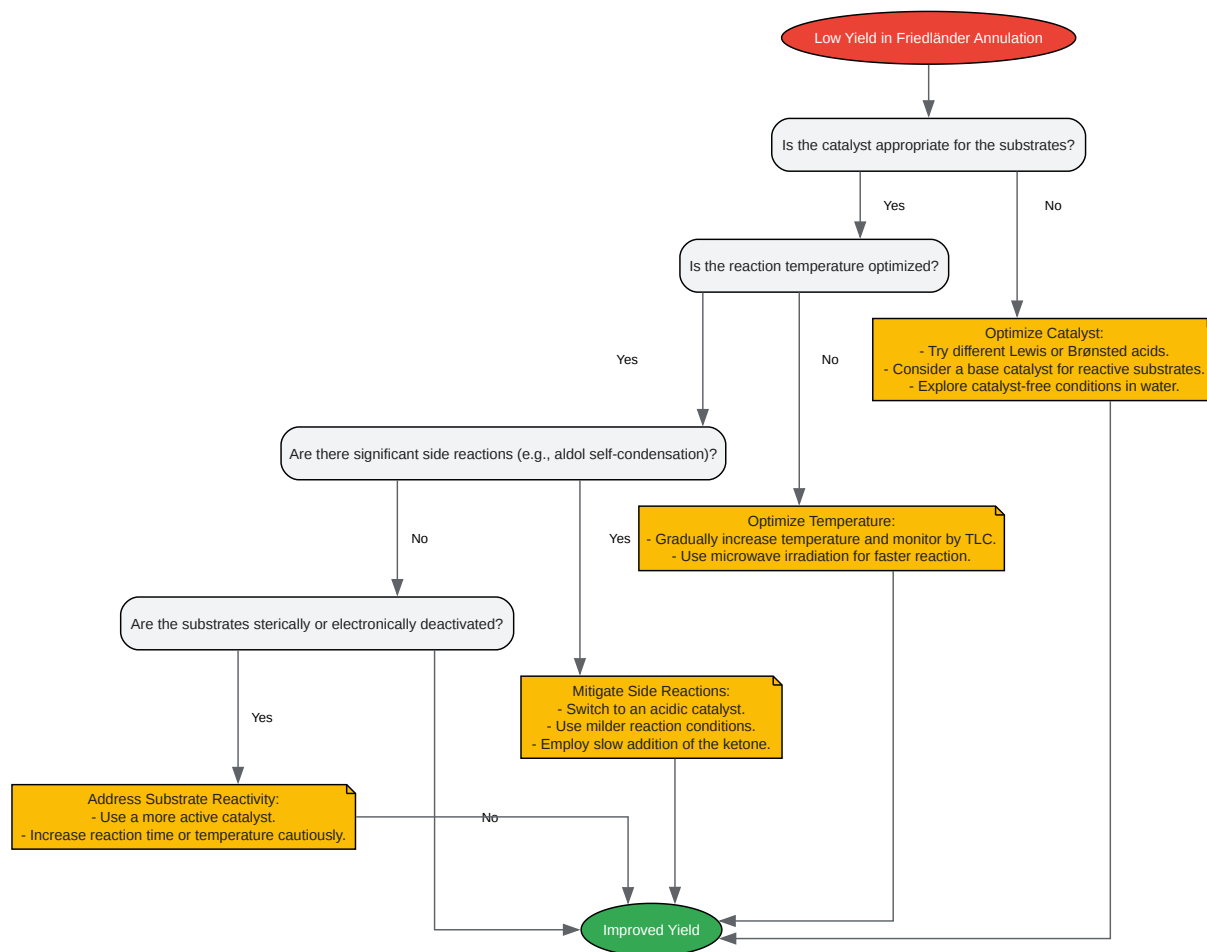 Low Yield in Friedländer Annulation
Is the catalyst appropriate for the substrates?
Yes
No
Is the reaction temperature optimized?
Optimize Catalyst:
- Try different Lewis or Brønsted acids.
- Consider a base catalyst for reactive substrates.
- Explore catalyst-free conditions in water.
Yes
No
Are there significant side reactions (e.g., aldol self-condensation)?
Optimize Temperature:
- Gradually increase temperature and monitor by TLC.
- Use microwave irradiation for faster reaction.
No
Yes
Are the substrates sterically or electronically deactivated?
Mitigate Side Reactions:
- Switch to an acidic catalyst.
- Use milder reaction conditions.
- Employ slow addition of the ketone.
Yes
Address Substrate Reactivity:
- Use a more active catalyst.
- Increase reaction time or temperature cautiously.
No
Improved Yield